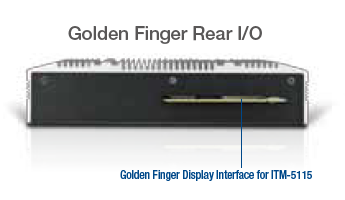 Golden Finger Rear I/O
Golden Finger Display Interface for ITM-5115